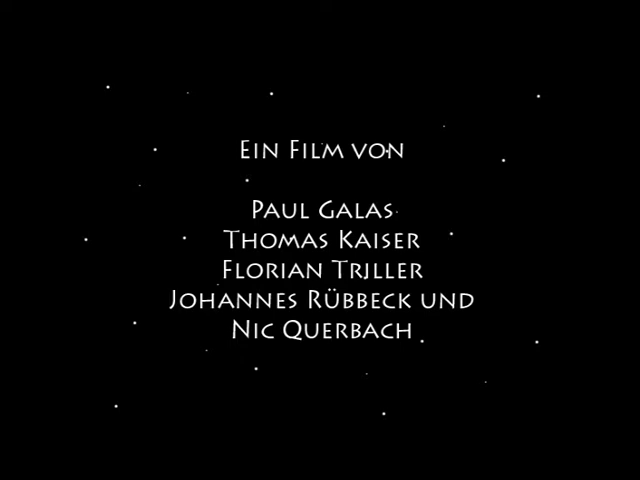 Ein Film von
Paul Galas
Thomas Kaiser
Florian Triller
Johannes Rübbeck und
Nic Querbach